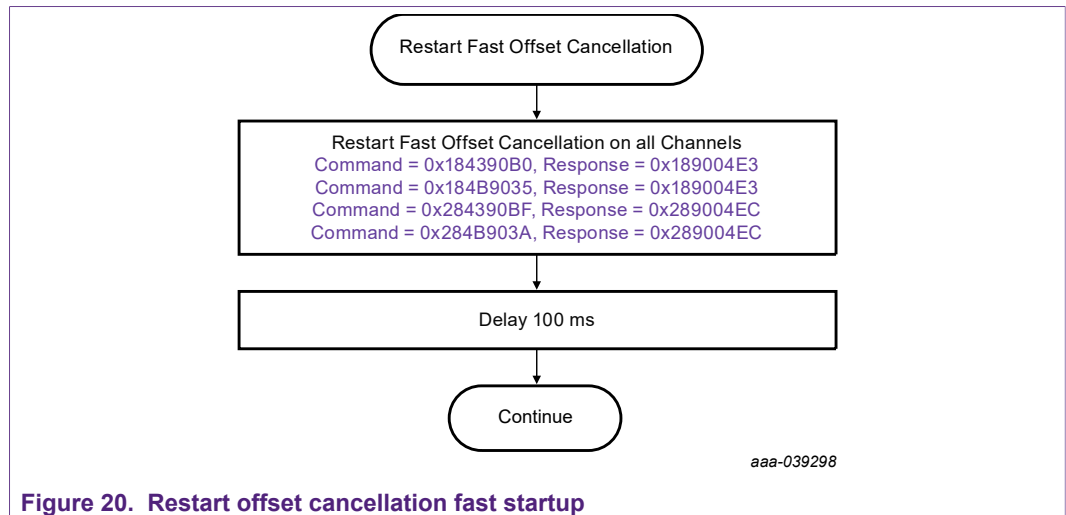 Restart Fast Offset Cancellation
Restart Fast Offset Cancellation on all Channels
Command = 0x184390B0, Response = 0x189004E3
Command = 0x184B9035, Response = 0x189004E3
Command = 0x284390BF, Response = 0x289004EC
Command = 0x284B903A, Response = 0x289004EC
Delay 100 ms
Continue
aaa-039298
Figure 20. Restart offset cancellation fast startup